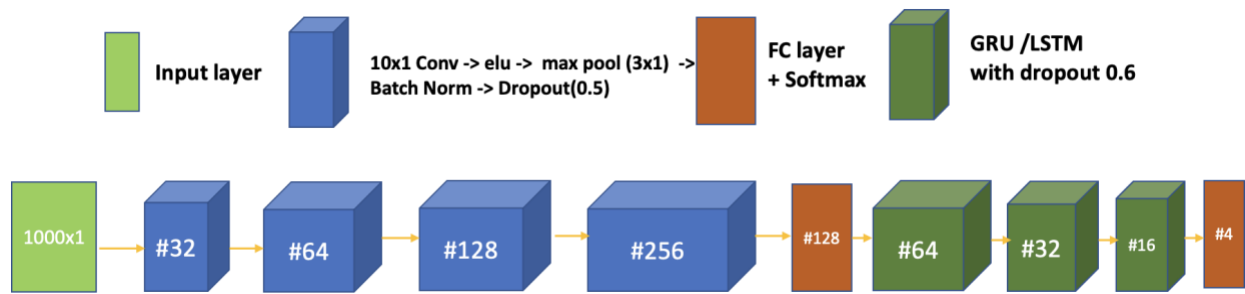 Input layer
10x1 Conv -> elu -> max pool (3x1) ->
Batch Norm -> Dropout(0.5)
FC layer
+ Softmax
GRU /LSTM
with dropout 0.6
1000x1
#32
#64
#128
#256
#128
#64
#32
#16
#4